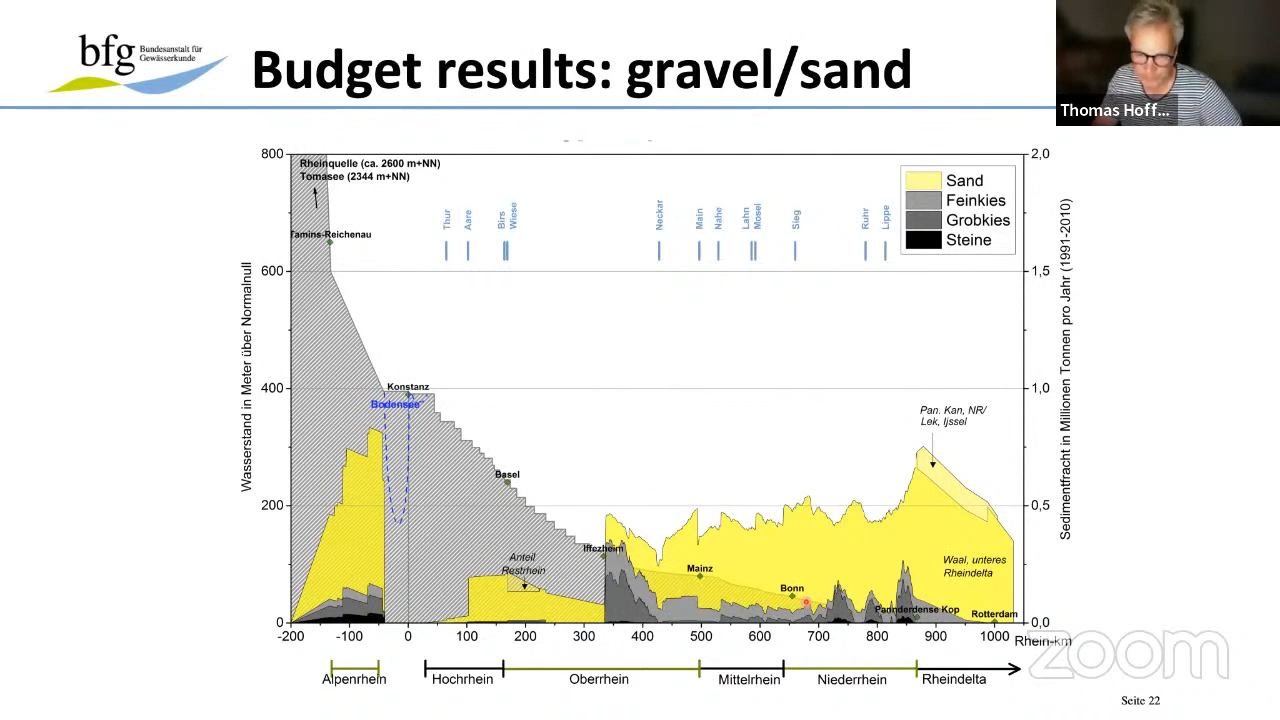 bfg Bundesanstalt für
Gewässerkunde
Budget results: gravel/sand
Thomas Hoff...
800
600
400
200
0
Wasserstand in Meter über Normalnull
Rheinquelle (ca. 2600 m+NN)
Tomasee (2344 m+NN)
Tamins-Reichenau
Thur
Aare
Birs
Wiese
Neckar
Main
Nahe
Lahn
Mosel
Sieg
Ruhr
Lippe
Sand
Feinkies
Grobkies
Steine
2,0
1,5
1,0
0,5
0,0
Sedimentfracht in Millionen Tonnen pro Jahr (1991-2010)
Konstanz
"Bodensee"
Basel
Anteil
Restrhein
Iffezheim
Mainz
Bonn
Pan. Kan, NR/
Lek, Ijssel
Waal, unteres
Rheindelta
Pannderdense Kop
Rotterdam
-200 -100 0 100 200 300 400 500 600 700 800 900 1000
Rhein-km
Alpenrhein Hochrhein Oberrhein Mittelrhein Niederrhein Rheindelta
zoom
Seite 22